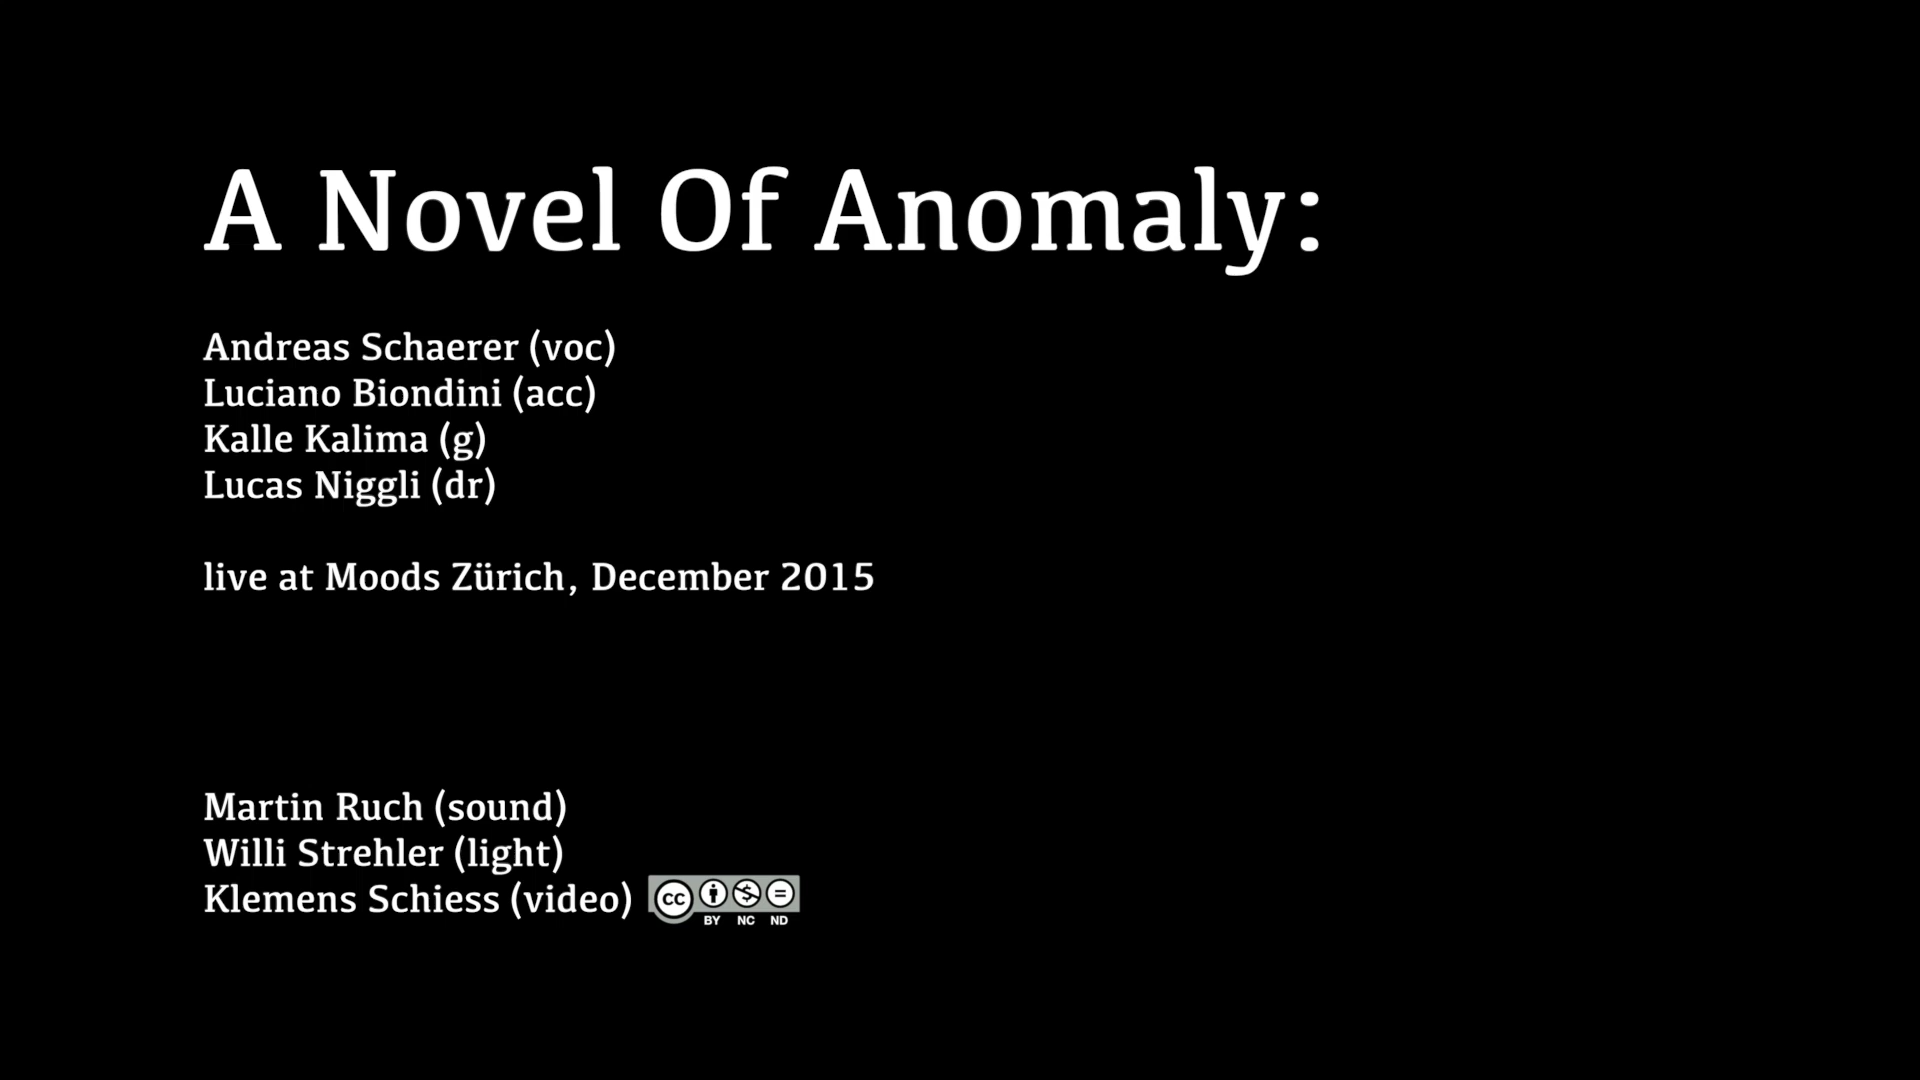 A Novel Of Anomaly:
Andreas Schaerer (voc)
Luciano Biondini (acc)
Kalle Kalima (g)
Lucas Niggli (dr)
live at Moods Zürich, December 2015
Martin Ruch (sound)
Willi Strehler (light)
Klemens Schiess (video) cc BY NC ND